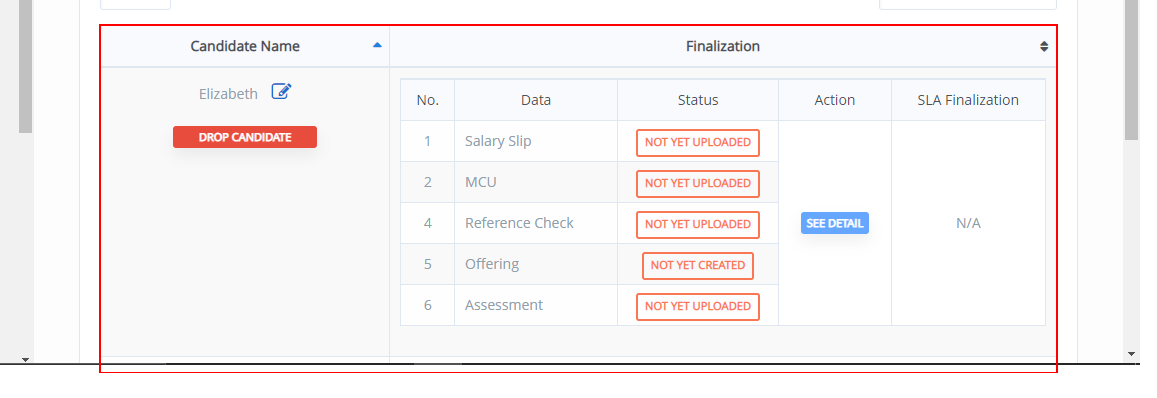 Candidate Name Finalization
Elizabeth
DROP CANDIDATE
No. Data Status Action SLA Finalization
1 Salary Slip NOT YET UPLOADED
2 MCU NOT YET UPLOADED
4 Reference Check NOT YET UPLOADED SEE DETAIL N/A
5 Offering NOT YET CREATED
6 Assessment NOT YET UPLOADED